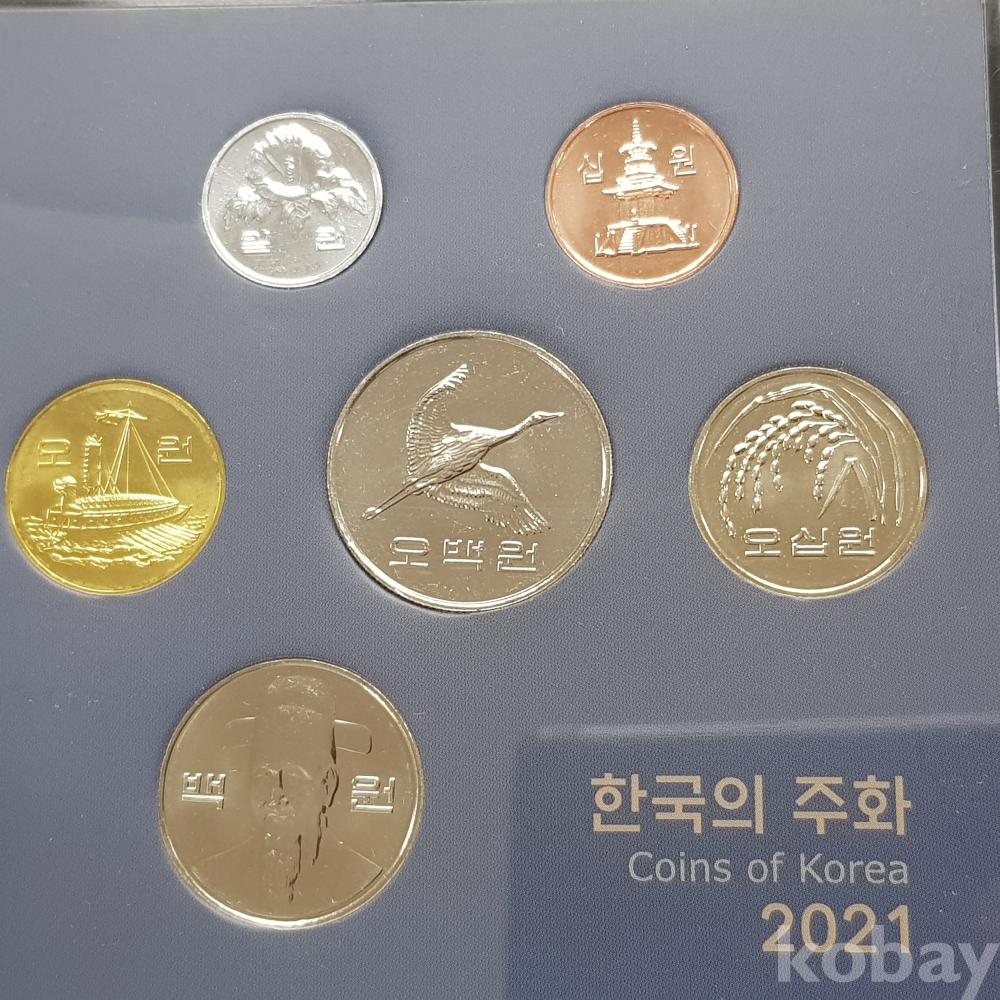 일 원
십 원
오 원
오백원
오십원
백 원
한국의 주화
Coins of Korea
2021
kobay